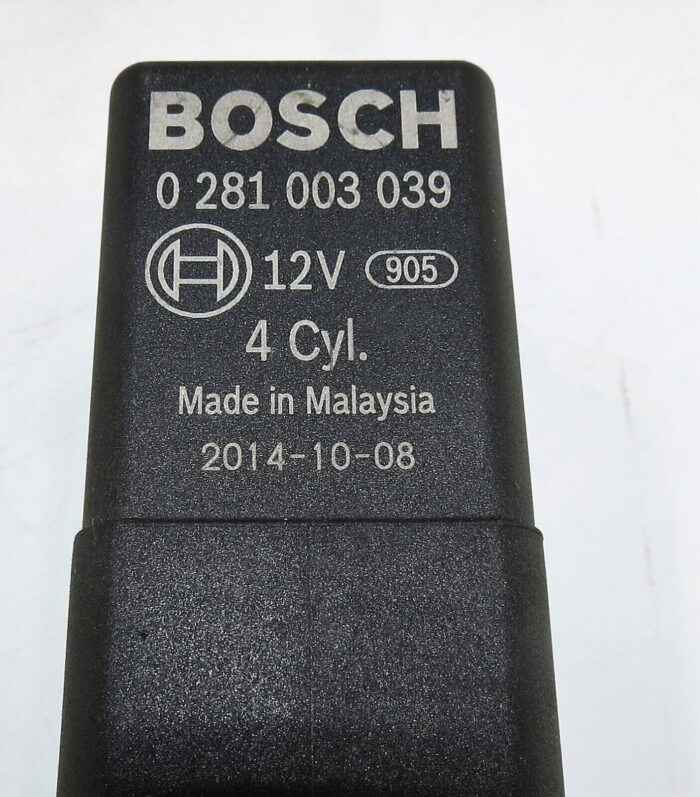 BOSCH
0 281 003 039
12V 905
4 Cyl.
Made in Malaysia
2014-10-08